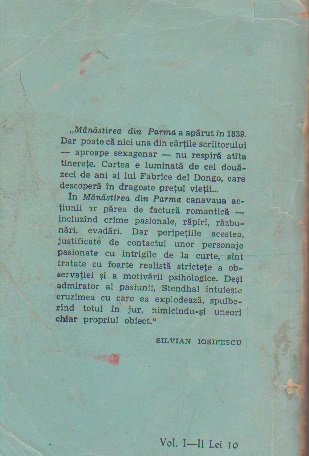 „Mănăstirea din Parma a apărut în 1839.
Dar poate că nici una din cărțile scriitorului
— aproape sexagenar — nu respiră atîta
tinerețe. Cartea e luminată de cei două-
zeci de ani ai lui Fabrice del Dongo, care
descoperă în dragoste prețul vieții...
În Mănăstirea din Parma canavaua ac-
țiunii ar părea de factură romantică —
incluzînd crime pasionale, răpiri, răzbu-
nări, evadări. Dar peripețiile acestea,
justificate de contactul unor personaje
pasionate cu intrigile de la curte, sînt
tratate cu foarte realistă strictețe a ob-
servației și a motivării psihologice. Deși
admirator al pasiunii, Stendhal intuiește
cruzimea cu care ea explodează, spulbe-
rînd totul în jur, nimicindu-și uneori
chiar propriul obiect."
SILVIAN IOSIFESCU
Vol. I—II Lei 10